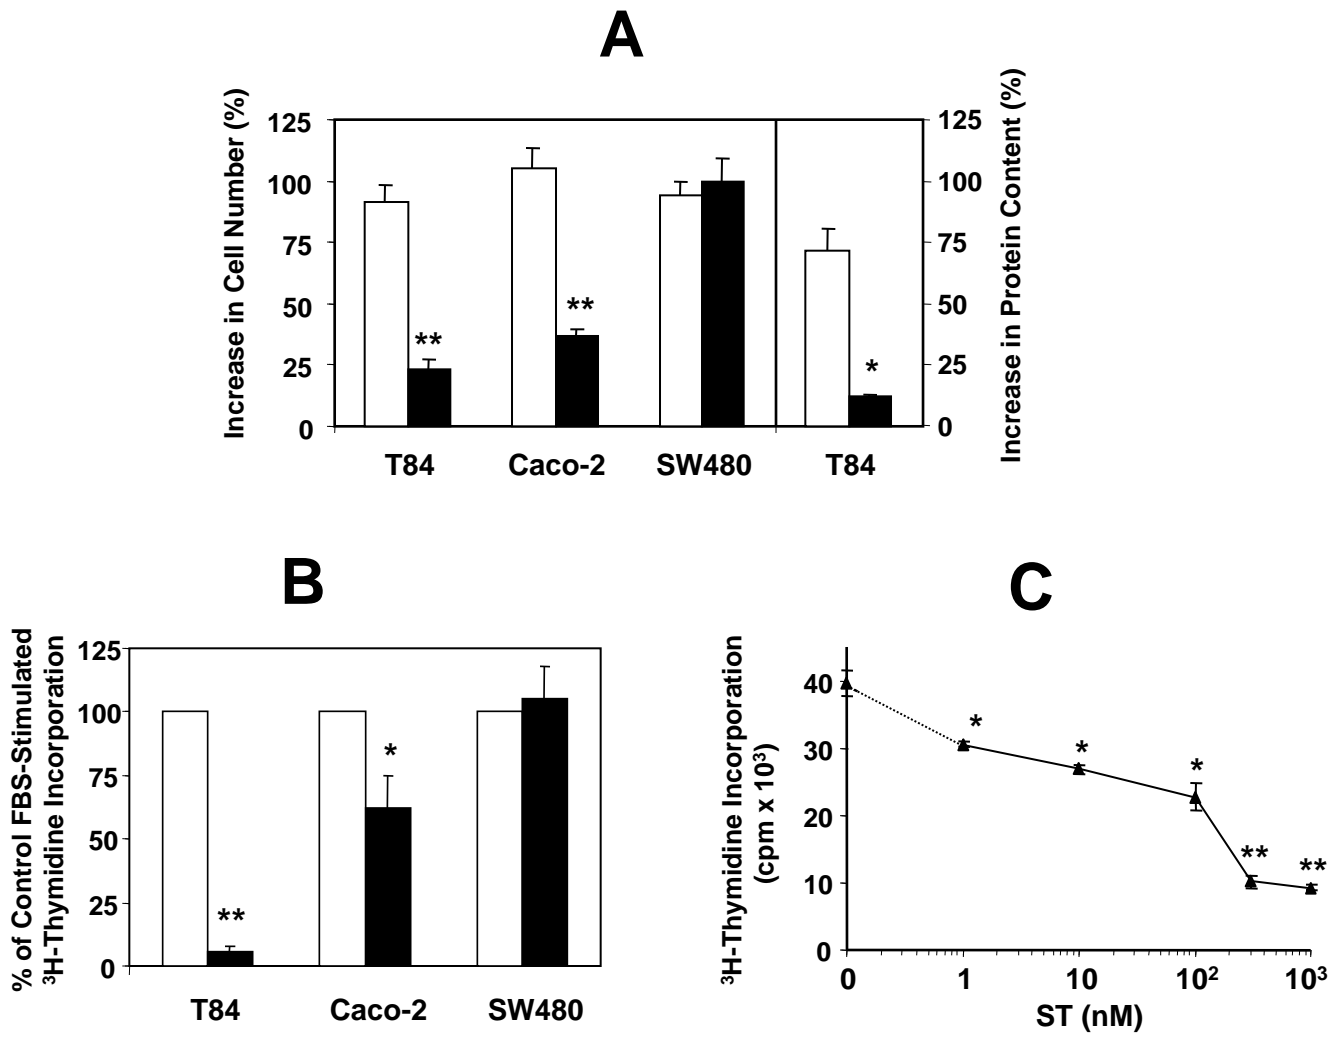 A
Increase in Cell Number (%)
125
100
75
50
25
0
**
**
*
125
100
75
50
25
0
Increase in Protein Content (%)
T84 Caco-2 SW480 T84
B
% of Control FBS-Stimulated
³H-Thymidine Incorporation
125
100
75
50
25
0
**
*
T84 Caco-2 SW480
C
³H-Thymidine Incorporation
(cpm x 10³)
40
30
20
10
0
*
*
*
**
**
0 1 10 10² 10³
ST (nM)